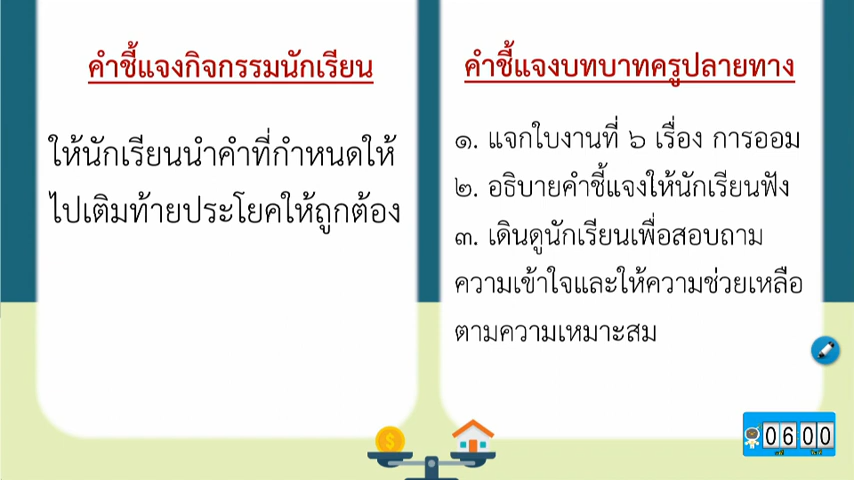 คำชี้แจงกิจกรรมนักเรียน
ให้นักเรียนนำคำที่กำหนดให้
ไปเติมท้ายประโยคให้ถูกต้อง
คำชี้แจงบทบาทครูปลายทาง
๑. แจกใบงานที่ ๖ เรื่อง การออม
๒. อธิบายคำชี้แจงให้นักเรียนฟัง
๓. เดินดูนักเรียนเพื่อสอบถาม
ความเข้าใจและให้ความช่วยเหลือ
ตามความเหมาะสม
0600